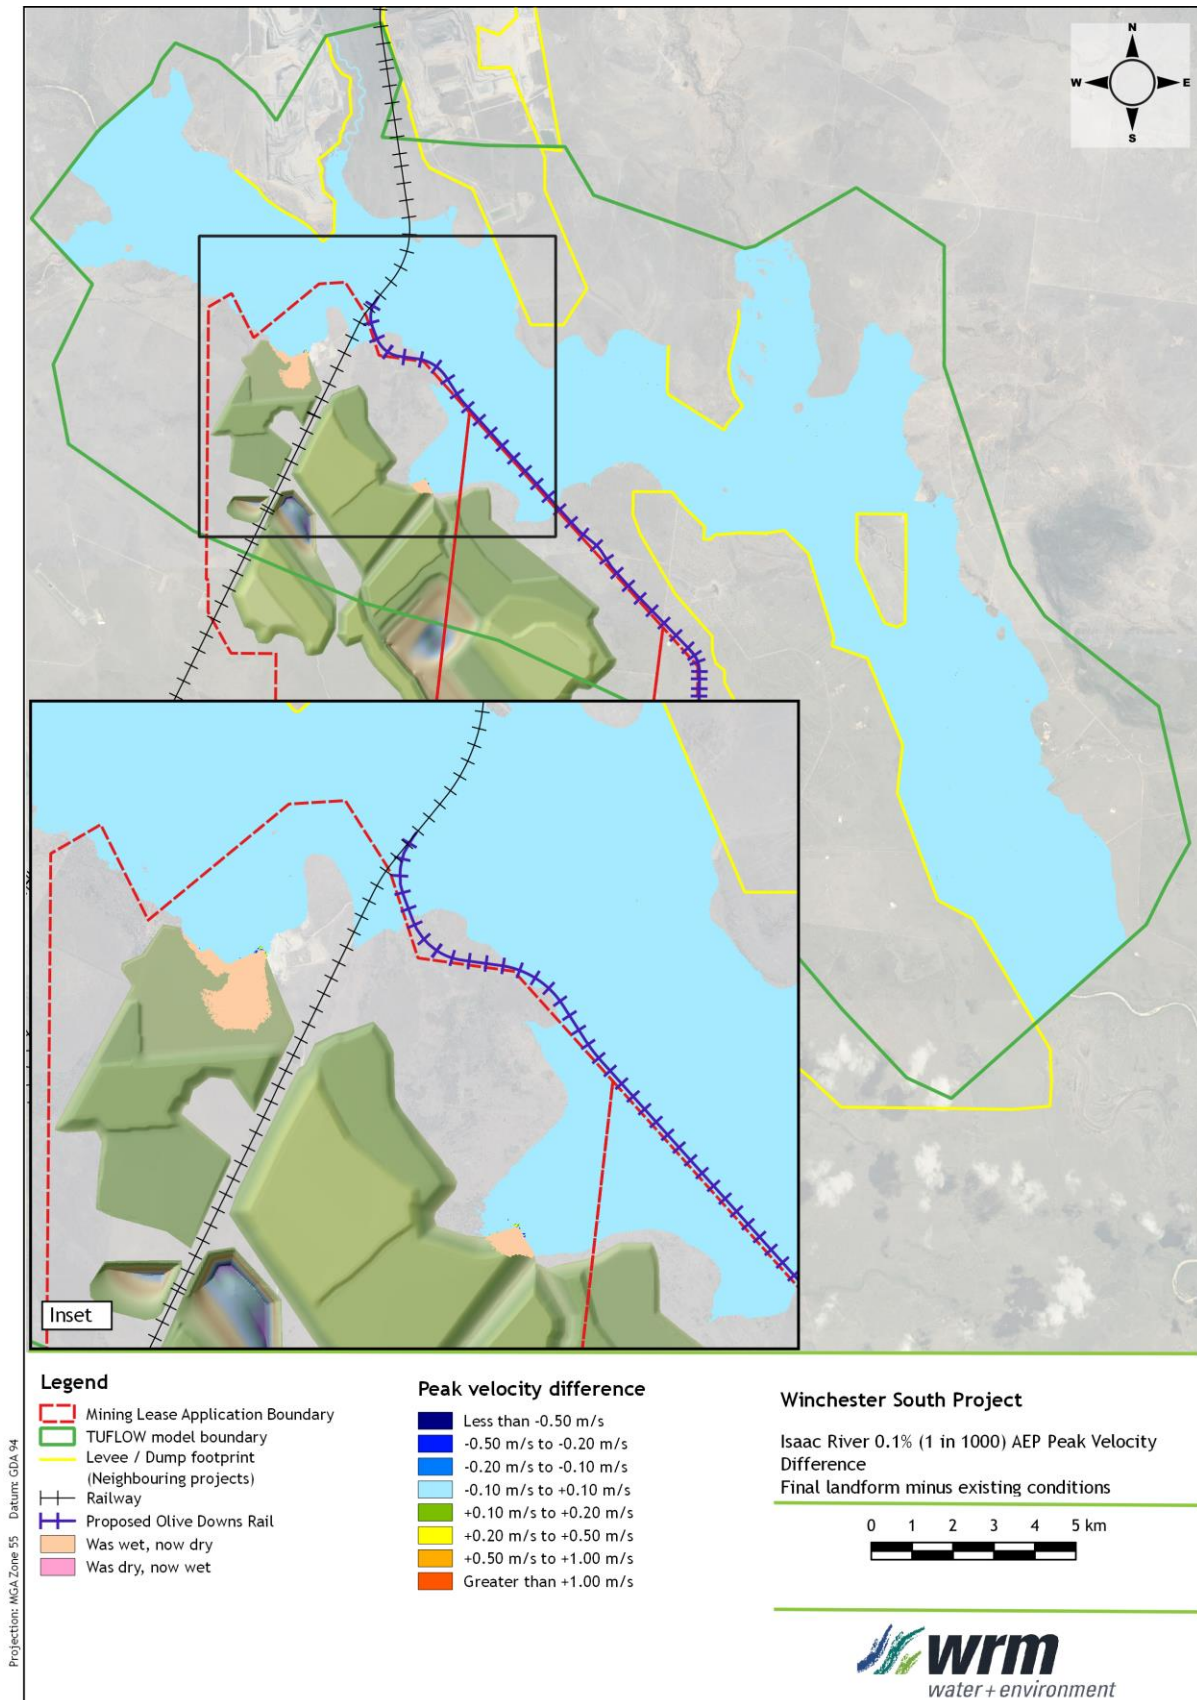 N
W
E
S
Inset
Legend
Mining Lease Application Boundary
TUFLOW model boundary
Levee / Dump footprint
(Neighbouring projects)
Railway
Proposed Olive Downs Rail
Was wet, now dry
Was dry, now wet
Peak velocity difference
Less than -0.50 m/s
-0.50 m/s to -0.20 m/s
-0.20 m/s to -0.10 m/s
-0.10 m/s to +0.10 m/s
+0.10 m/s to +0.20 m/s
+0.20 m/s to +0.50 m/s
+0.50 m/s to +1.00 m/s
Greater than +1.00 m/s
Winchester South Project
Isaac River 0.1% (1 in 1000) AEP Peak Velocity
Difference
Final landform minus existing conditions
0 1 2 3 4 5 km
wrm
water + environment
Projection: MGA Zone 55 Datum: GDA 94